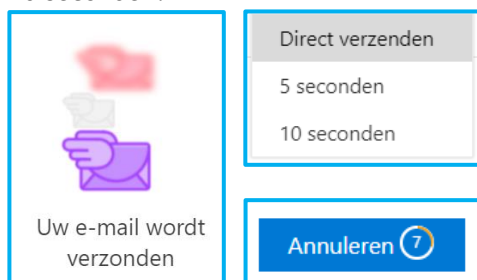 Uw e-mail wordt
verzonden
Direct verzenden
5 seconden
10 seconden
Annuleren 7